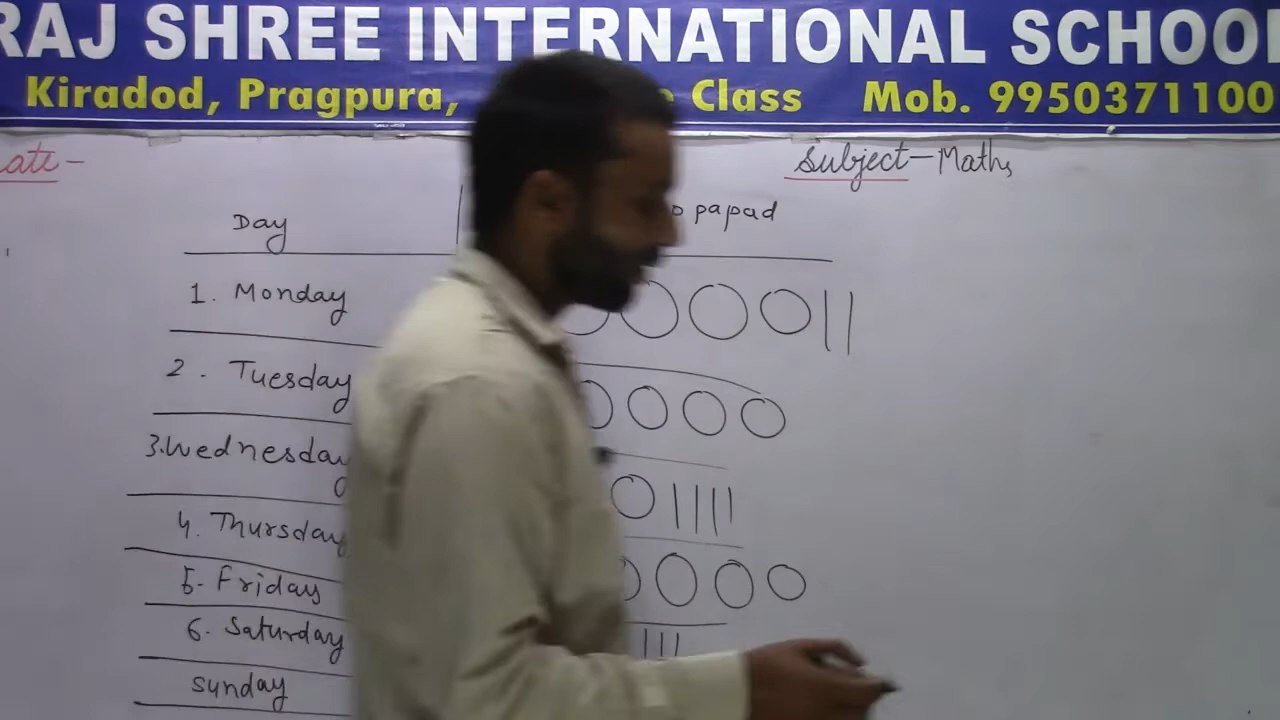 RAJ SHREE INTERNATIONAL SCHOOL
Kiradod, Pragpura, Class Mob. 9950371100
Subject-Maths
Day papad
1. Monday
2. Tuesday
3. Wednesday
4. Thursday
5- Friday
6. Saturday
sunday